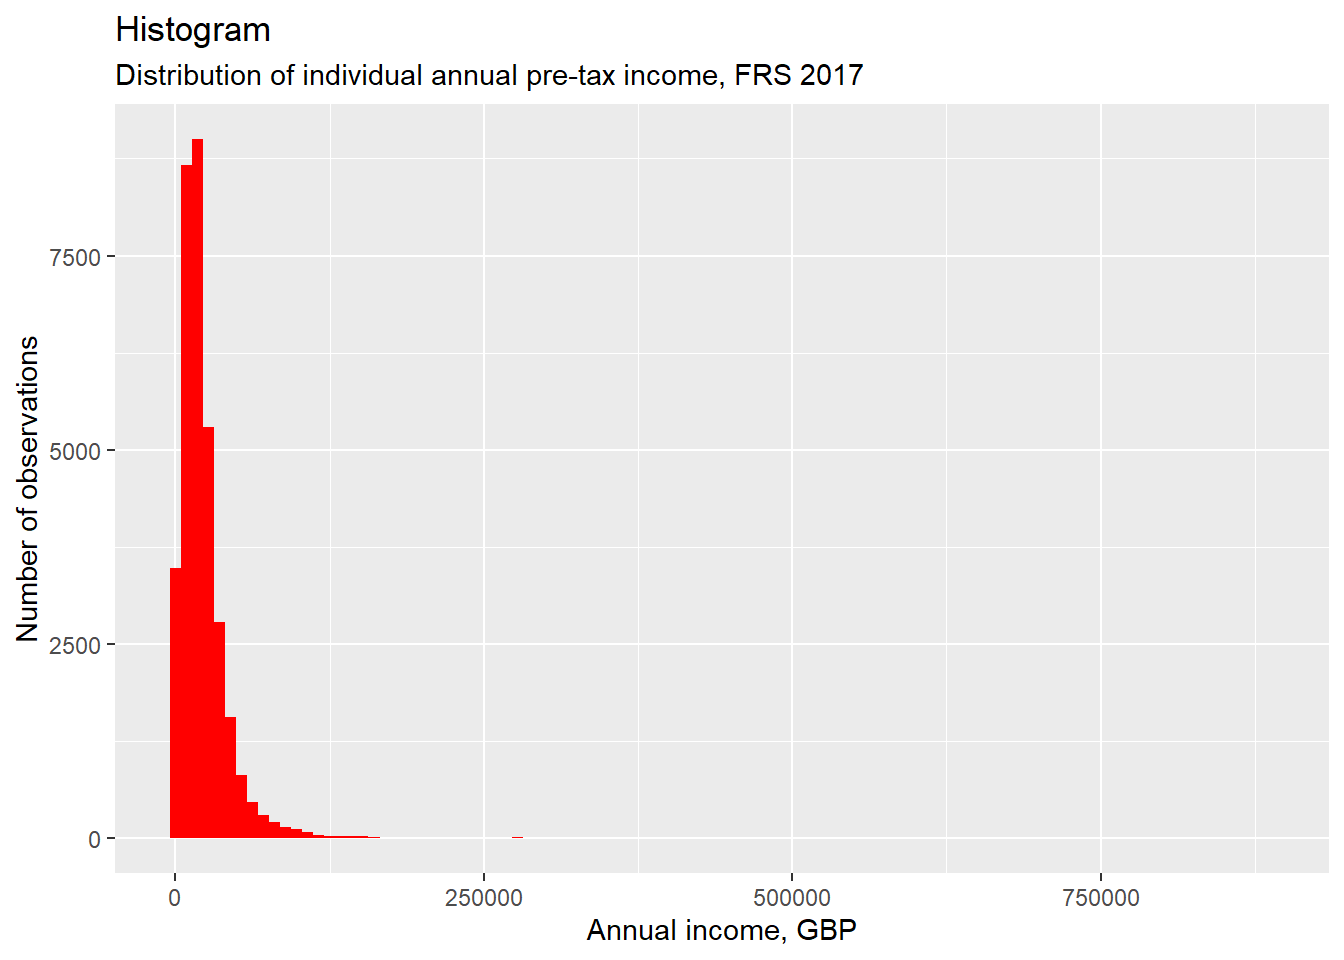 Histogram
Distribution of individual annual pre-tax income, FRS 2017
Number of observations
7500
5000
2500
0
0 250000 500000 750000
Annual income, GBP